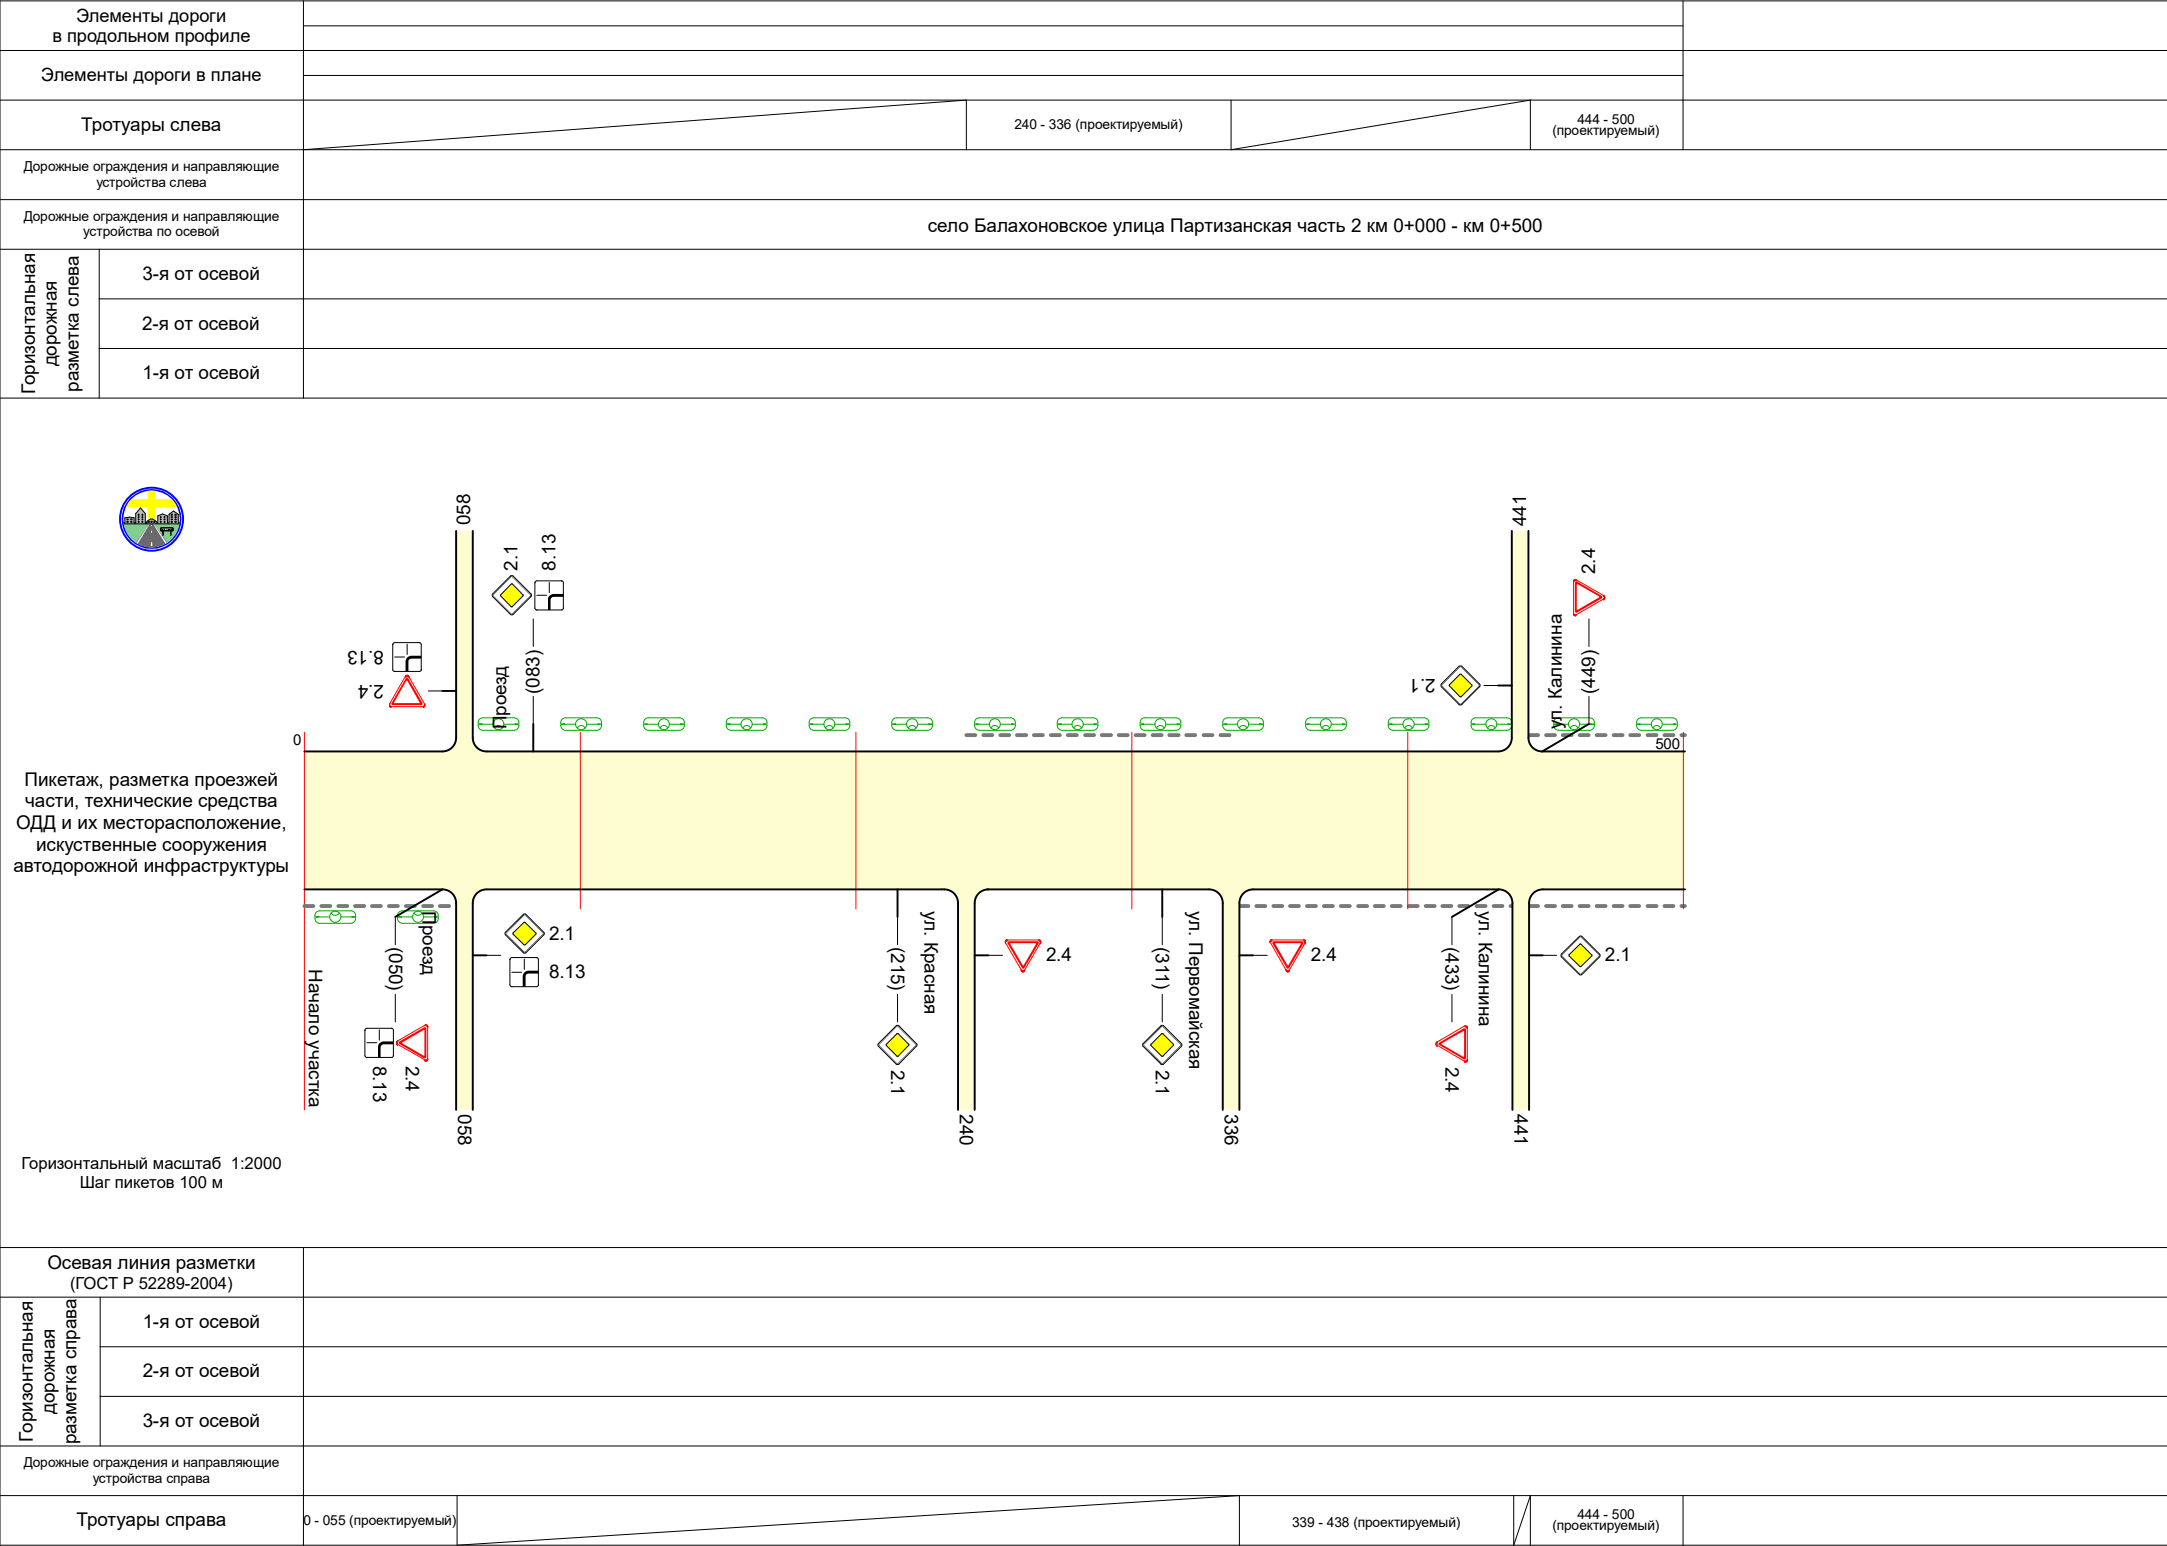 Элементы дороги
в продольном профиле
Элементы дороги в плане
Тротуары слева
240 - 336 (проектируемый)
444 - 500
(проектируемый)
Дорожные ограждения и направляющие
устройства слева
Дорожные ограждения и направляющие
устройства по осевой
село Балахоновское улица Партизанская часть 2 км 0+000 - км 0+500
Горизонтальная
дорожная
разметка слева
3-я от осевой
2-я от осевой
1-я от осевой
058
2.1
8.13
8.13
2.4
Проезд
(083)
441
2.4
ул. Калинина
(449)
2.1
0
500
Пикетаж, разметка проезжей
части, технические средства
ОДД и их месторасположение,
искуственные сооружения
автодорожной инфраструктуры
Начало участка
(050)
Проезд
8.13
2.4
058
2.1
8.13
(215)
2.1
ул. Красная
240
2.4
(311)
2.1
ул. Первомайская
336
2.4
(433)
2.4
ул. Калинина
441
2.1
Горизонтальный масштаб 1:2000
Шаг пикетов 100 м
Осевая линия разметки
(ГОСТ Р 52289-2004)
Горизонтальная
дорожная
разметка справа
1-я от осевой
2-я от осевой
3-я от осевой
Дорожные ограждения и направляющие
устройства справа
Тротуары справа
0 - 055 (проектируемый)
339 - 438 (проектируемый)
444 - 500
(проектируемый)